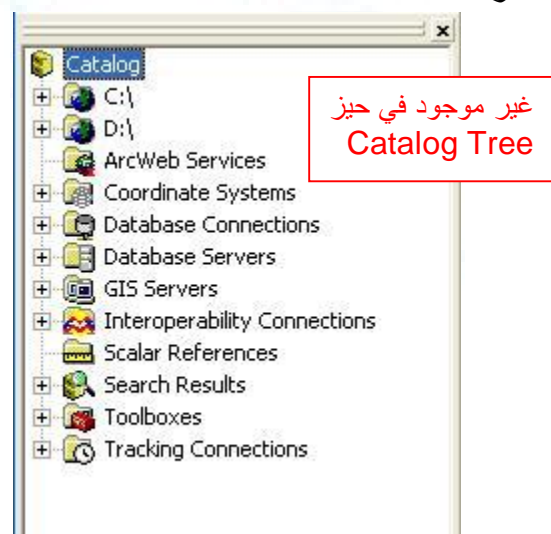 Catalog
C:\
D:\
ArcWeb Services
Coordinate Systems
Database Connections
Database Servers
GIS Servers
Interoperability Connections
Scalar References
Search Results
Toolboxes
Tracking Connections
غير موجود في حيز
Catalog Tree